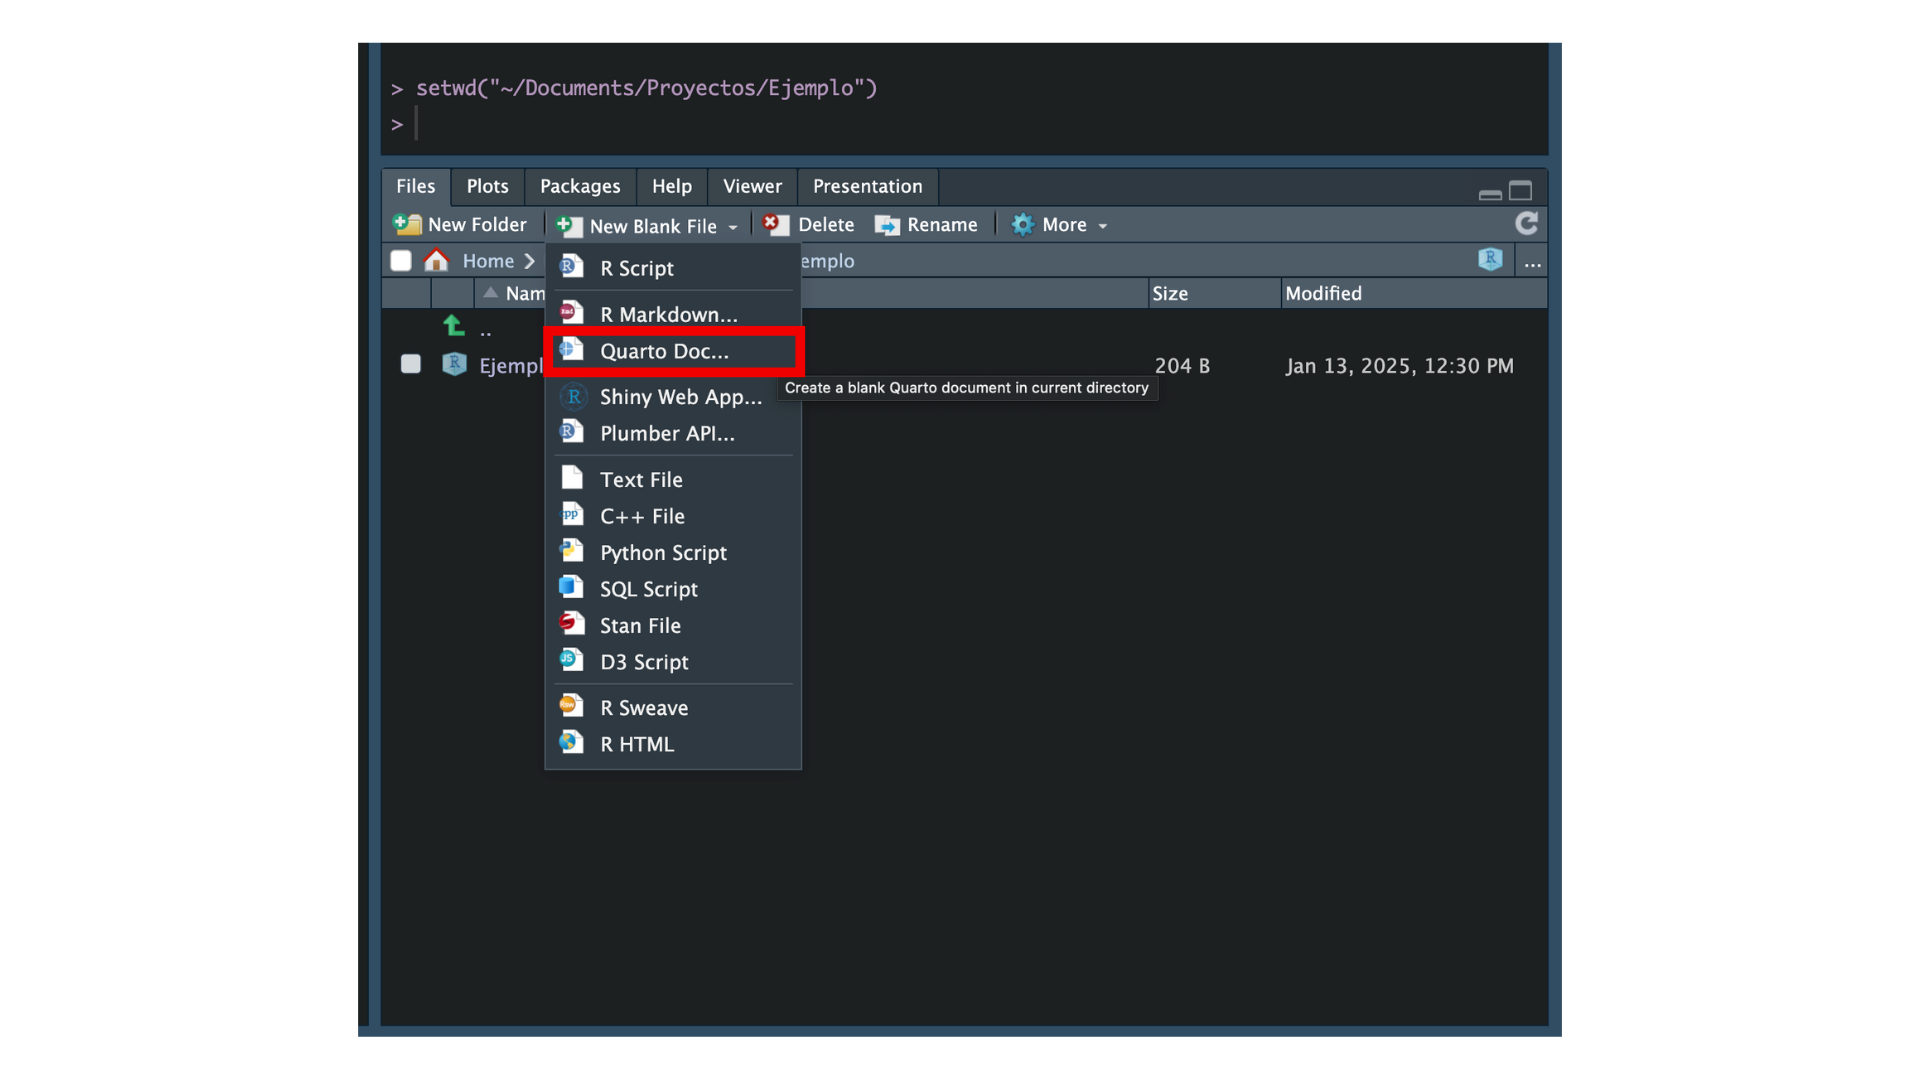 > setwd("~/Documents/Proyectos/Ejemplo")
>
Files Plots Packages Help Viewer Presentation
New Folder New Blank File Delete Rename More
Home emplo ...
Nam Size Modified
..
Ejempl 204 B Jan 13, 2025, 12:30 PM
R Script
R Markdown...
Quarto Doc...
Create a blank Quarto document in current directory
Shiny Web App...
Plumber API...
Text File
C++ File
Python Script
SQL Script
Stan File
D3 Script
R Sweave
R HTML